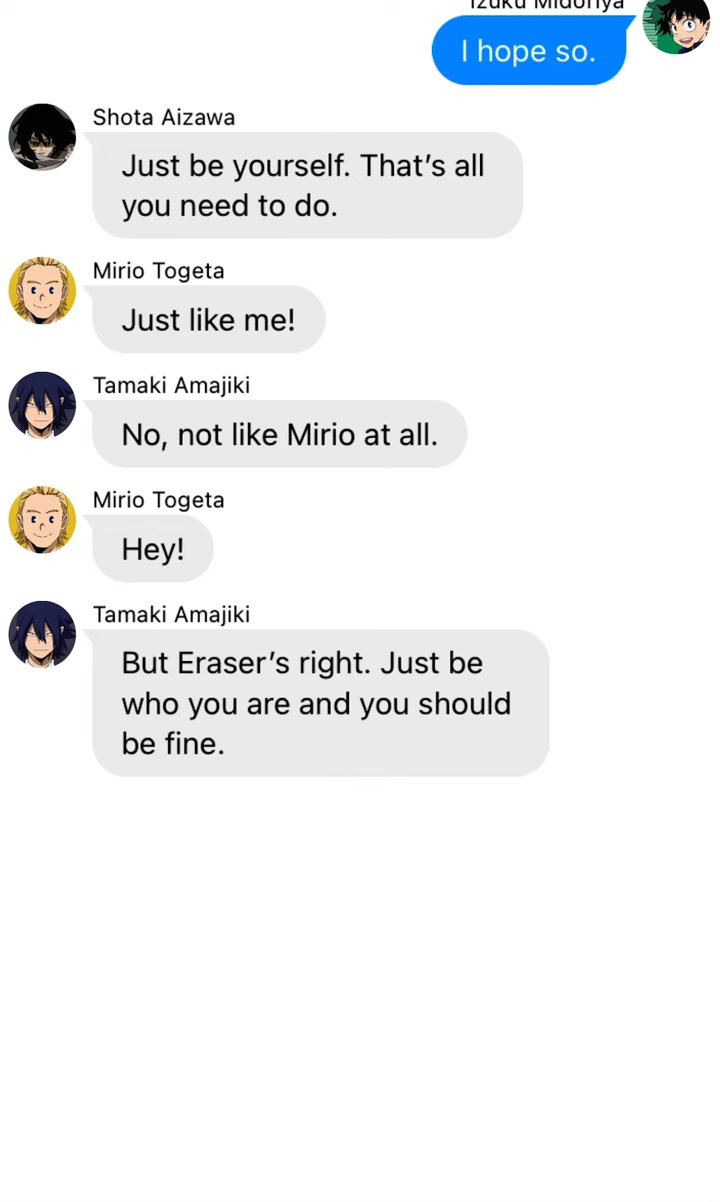 Izuku Midoriya
I hope so.
Shota Aizawa
Just be yourself. That's all
you need to do.
Mirio Togeta
Just like me!
Tamaki Amajiki
No, not like Mirio at all.
Mirio Togeta
Hey!
Tamaki Amajiki
But Eraser's right. Just be
who you are and you should
be fine.